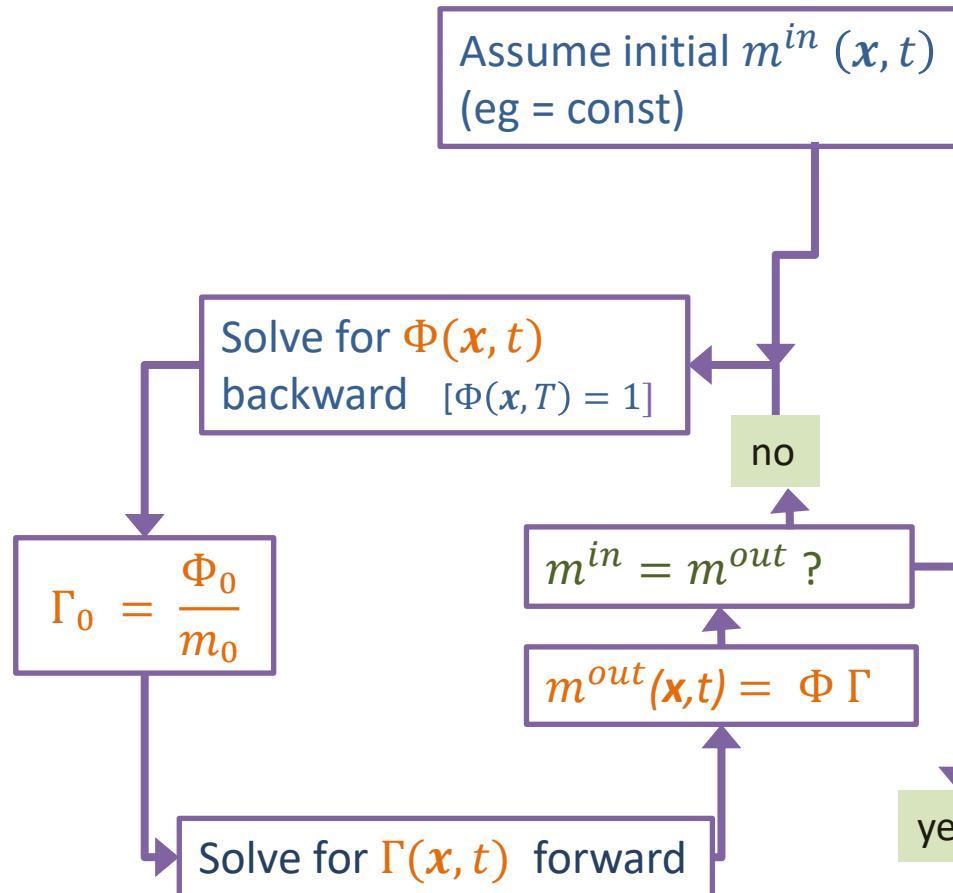 Assume initial m^{in} (x, t)
(eg = const)
Solve for Φ(x, t)
backward [Φ(x, T) = 1]
no
Γ₀ = Φ₀/m₀
m^{in} = m^{out} ?
m^{out}(x,t) = Φ Γ
ye
Solve for Γ(x, t) forward